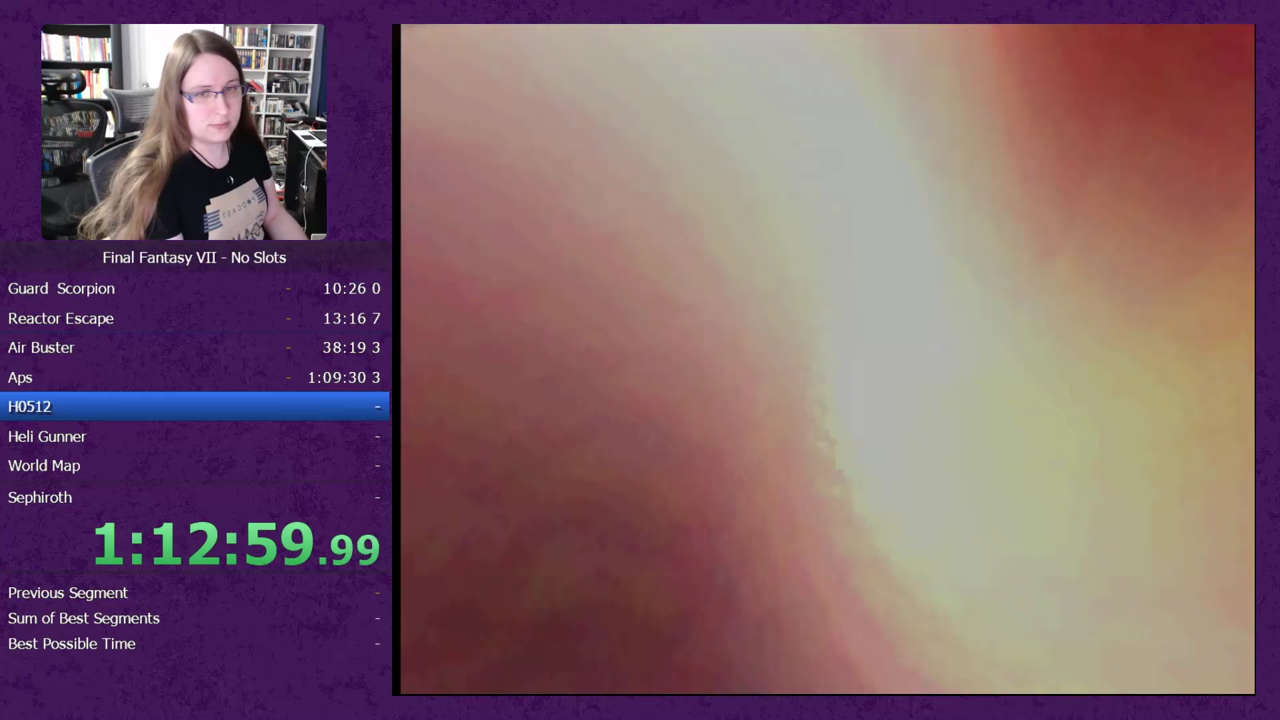 Final Fantasy VII - No Slots
Guard Scorpion - 10:26 0
Reactor Escape - 13:16 7
Air Buster - 38:19 3
Aps - 1:09:30 3
H0512 -
Heli Gunner -
World Map -
Sephiroth -
1:12:59.99
Previous Segment -
Sum of Best Segments -
Best Possible Time -